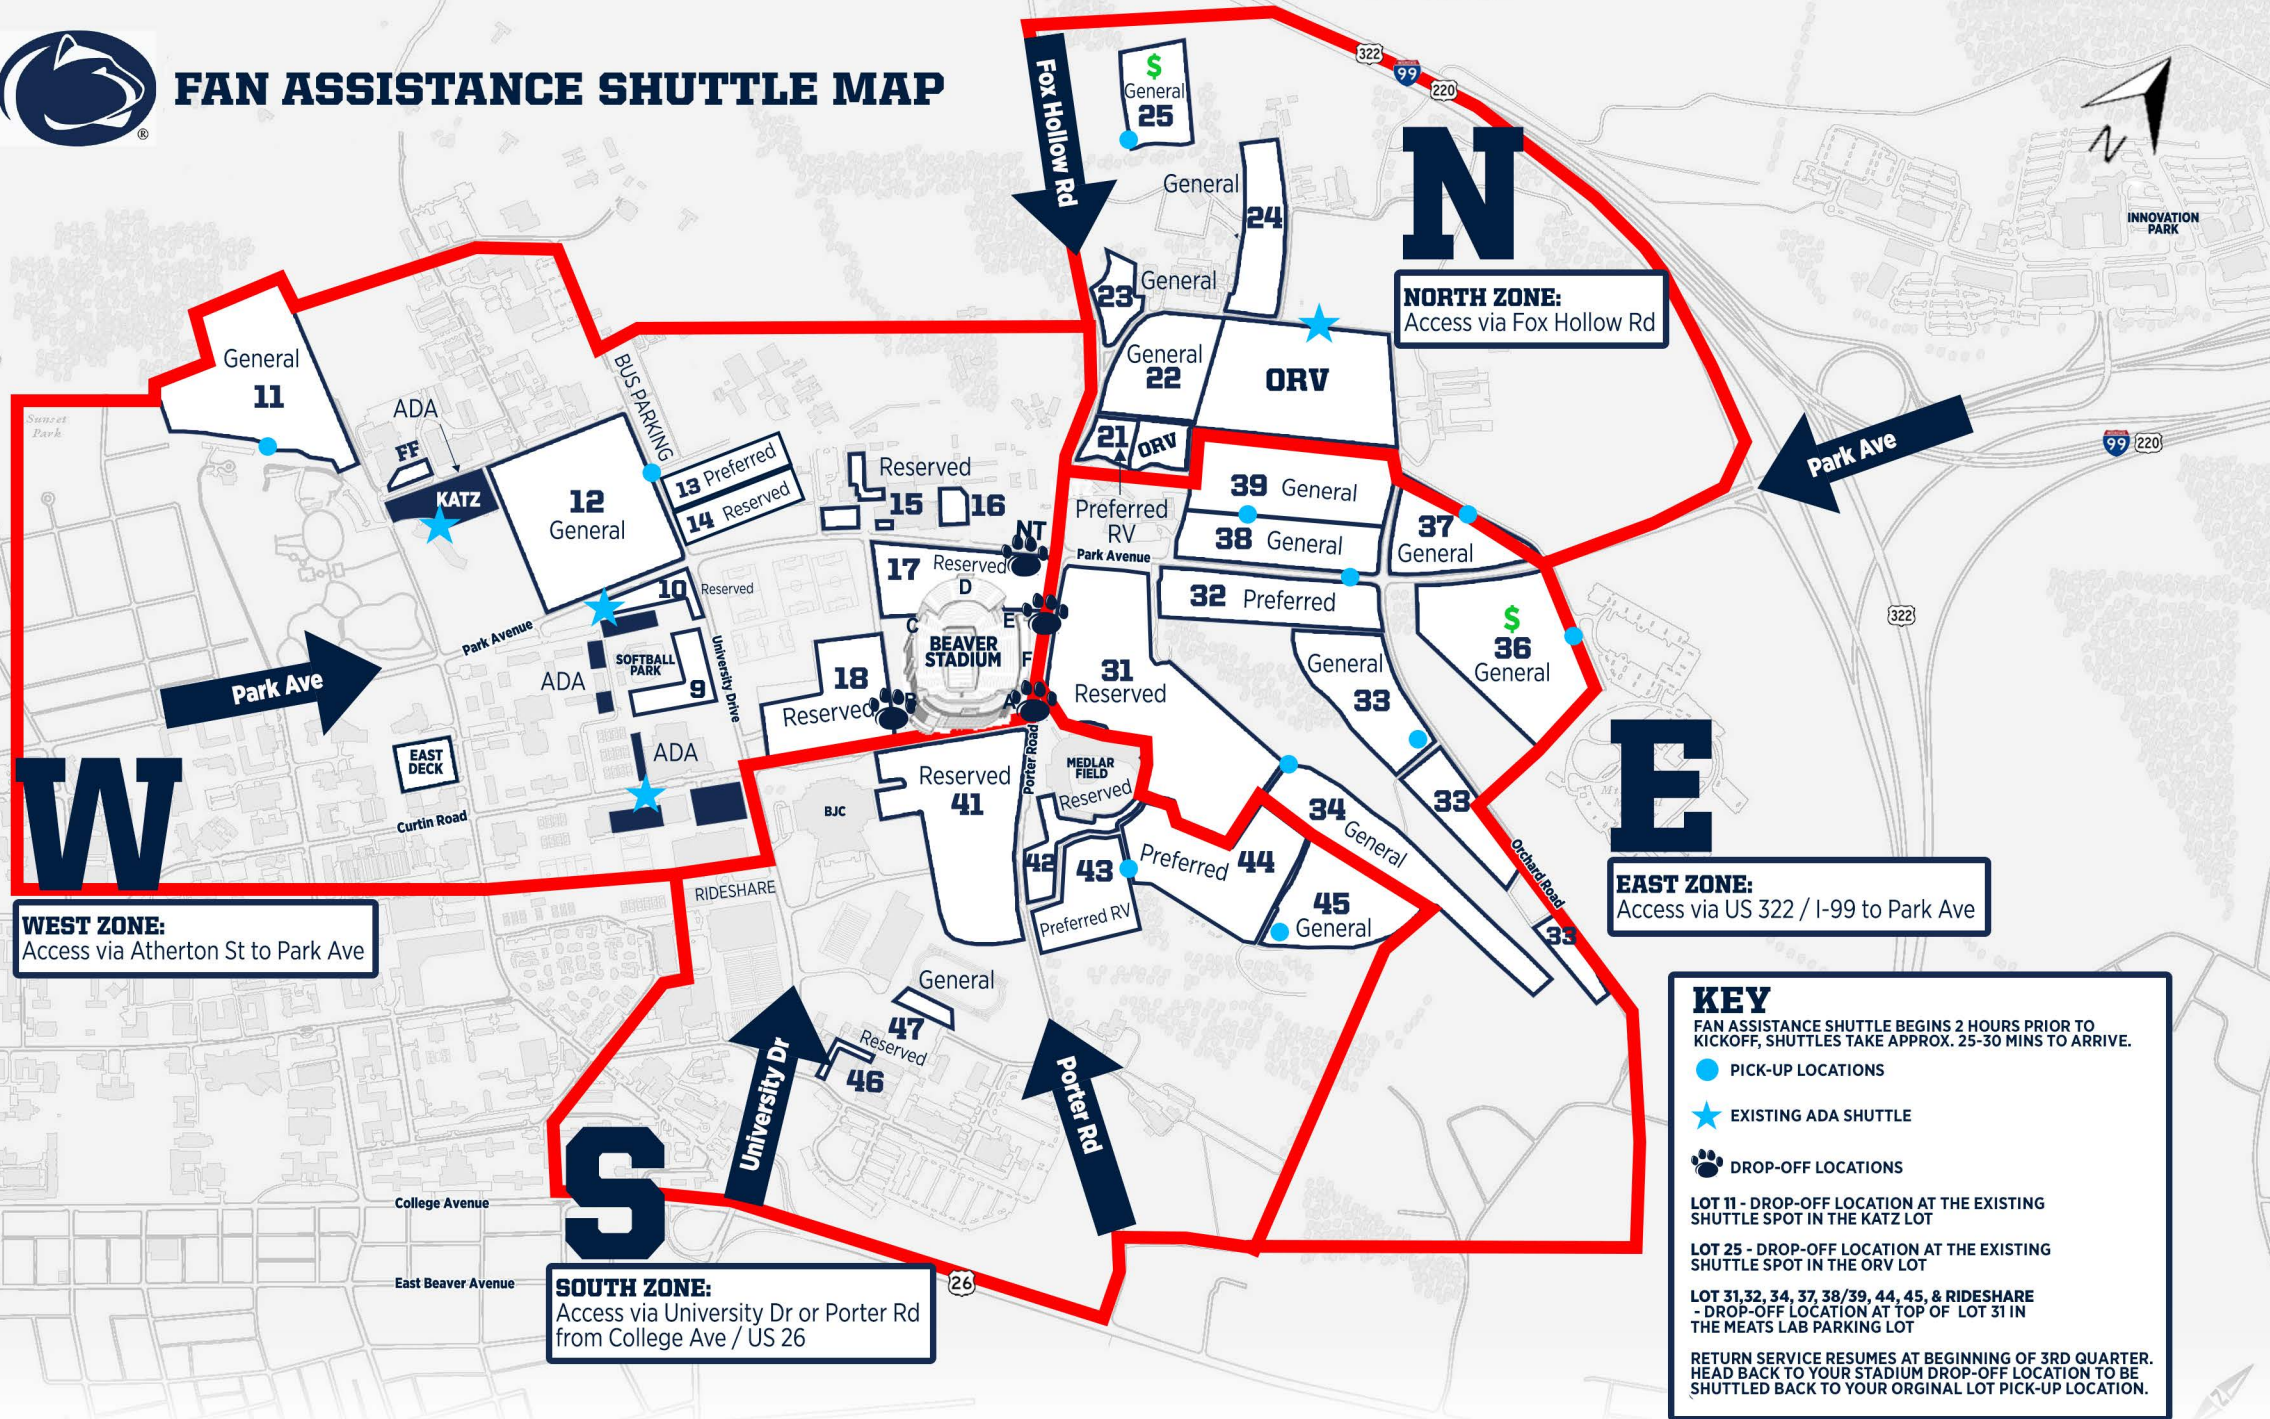 FAN ASSISTANCE SHUTTLE MAP
®
Fox Hollow Rd
$
General
25
322
99
220
N
N
INNOVATION
PARK
General
24
General
23
NORTH ZONE:
Access via Fox Hollow Rd
General
22
ORV
General
11
Sunset
Park
ADA
FF
KATZ
BUS PARKING
12
General
13 Preferred
14 Reserved
Reserved
15
16
21
ORV
Preferred
RV
Park Avenue
39 General
38 General
37
General
Park Ave
99
220
322
NT
17
Reserved
D
C
E
BEAVER
STADIUM
F
B
A
10
Reserved
Park Avenue
University Drive
SOFTBALL
PARK
9
ADA
18
Reserved
31
Reserved
32 Preferred
$
36
General
General
33
Park Ave
W
EAST
DECK
Curtin Road
ADA
BJC
Reserved
41
Porter Road
MEDLAR
FIELD
Reserved
34
General
33
E
Orchard Road
33
EAST ZONE:
Access via US 322 / I-99 to Park Ave
WEST ZONE:
Access via Atherton St to Park Ave
RIDESHARE
42
43
Preferred
44
Preferred RV
45
General
General
47
Reserved
46
University Dr
Porter Rd
S
College Avenue
East Beaver Avenue
26
SOUTH ZONE:
Access via University Dr or Porter Rd
from College Ave / US 26
KEY
FAN ASSISTANCE SHUTTLE BEGINS 2 HOURS PRIOR TO
KICKOFF, SHUTTLES TAKE APPROX. 25-30 MINS TO ARRIVE.
PICK-UP LOCATIONS
EXISTING ADA SHUTTLE
DROP-OFF LOCATIONS
LOT 11 - DROP-OFF LOCATION AT THE EXISTING
SHUTTLE SPOT IN THE KATZ LOT
LOT 25 - DROP-OFF LOCATION AT THE EXISTING
SHUTTLE SPOT IN THE ORV LOT
LOT 31,32, 34, 37, 38/39, 44, 45, & RIDESHARE
- DROP-OFF LOCATION AT TOP OF LOT 31 IN
THE MEATS LAB PARKING LOT
RETURN SERVICE RESUMES AT BEGINNING OF 3RD QUARTER.
HEAD BACK TO YOUR STADIUM DROP-OFF LOCATION TO BE
SHUTTLED BACK TO YOUR ORGINAL LOT PICK-UP LOCATION.
N